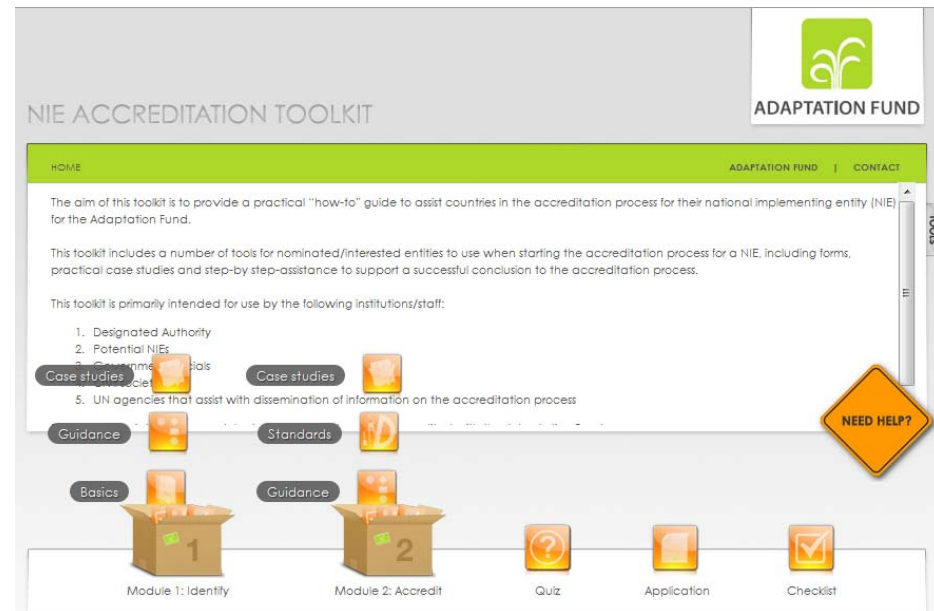 NIE ACCREDITATION TOOLKIT
ADAPTATION FUND
HOME
ADAPTATION FUND | CONTACT
The aim of this toolkit is to provide a practical "how-to" guide to assist countries in the accreditation process for their national implementing entity (NIE)
for the Adaptation Fund.
This toolkit includes a number of tools for nominated/interested entities to use when starting the accreditation process for a NIE, including forms,
practical case studies and step-by step-assistance to support a successful conclusion to the accreditation process.
This toolkit is primarily intended for use by the following institutions/staff:
1. Designated Authority
2. Potential NIEs
3.
4.
5. UN agencies that assist with dissemination of information on the accreditation process
Case studies
Case studies
Guidance
Standards
NEED HELP?
Basics
Guidance
1
2
Module 1: Identify
Module 2: Accredit
Quiz
Application
Checklist